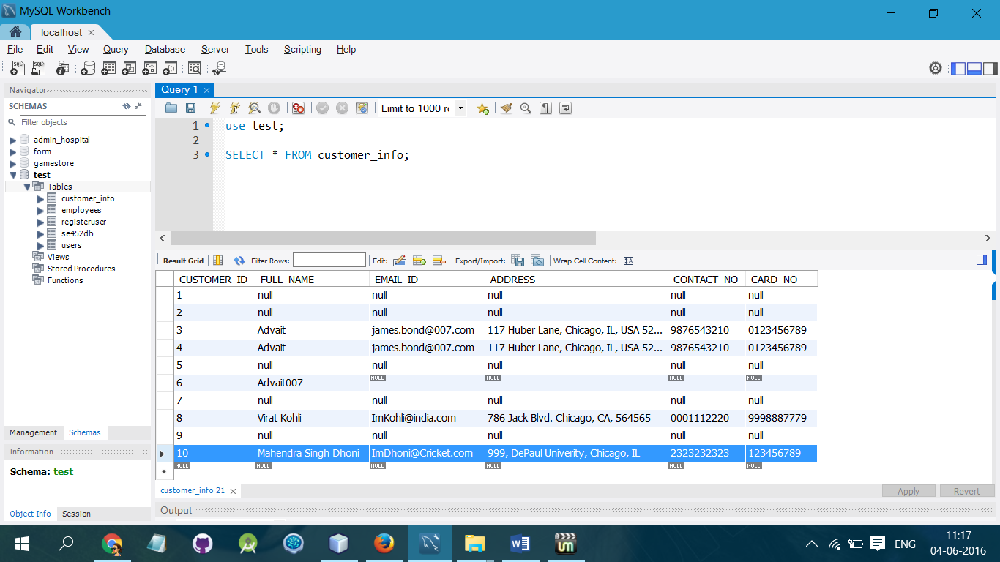 MySQL Workbench
localhost
File Edit View Query Database Server Tools Scripting Help
Navigator
SCHEMAS
Filter objects
admin_hospital
form
gamestore
test
Tables
customer_info
employees
registeruser
se452db
users
Views
Stored Procedures
Functions
Management Schemas
Information
Schema: test
Object Info Session
Query 1
Limit to 1000 rc
1 use test;
2
3 SELECT * FROM customer_info;
Result Grid Filter Rows: Edit: Export/Import: Wrap Cell Content:
CUSTOMER_ID FULL_NAME EMAIL_ID ADDRESS CONTACT_NO CARD_NO
1 null null null null null
2 null null null null null
3 Advait james.bond@007.com 117 Huber Lane, Chicago, IL, USA 52... 9876543210 0123456789
4 Advait james.bond@007.com 117 Huber Lane, Chicago, IL, USA 52... 9876543210 0123456789
5 null null null null null
6 Advait007 NULL NULL NULL NULL
7 null null null null null
8 Virat Kohli ImKohli@india.com 786 Jack Blvd. Chicago, CA, 564565 0001112220 9998887779
9 null null null null null
10 Mahendra Singh Dhoni ImDhoni@Cricket.com 999, DePaul Univerity, Chicago, IL 2323232323 123456789
NULL NULL NULL NULL NULL NULL
customer_info 21
Apply Revert
Output
ENG
11:17
04-06-2016